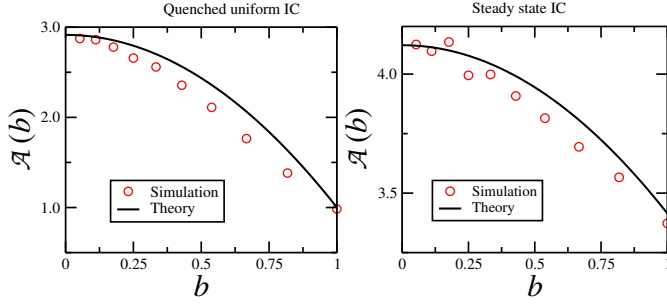 Quenched uniform IC
3.0
2.0
1.0
𝒜(b)
0
0.25
0.5
0.75
1
b
Simulation
Theory
Steady state IC
4.0
3.5
𝒜(b)
0
0.25
0.5
0.75
1
b
Simulation
Theory